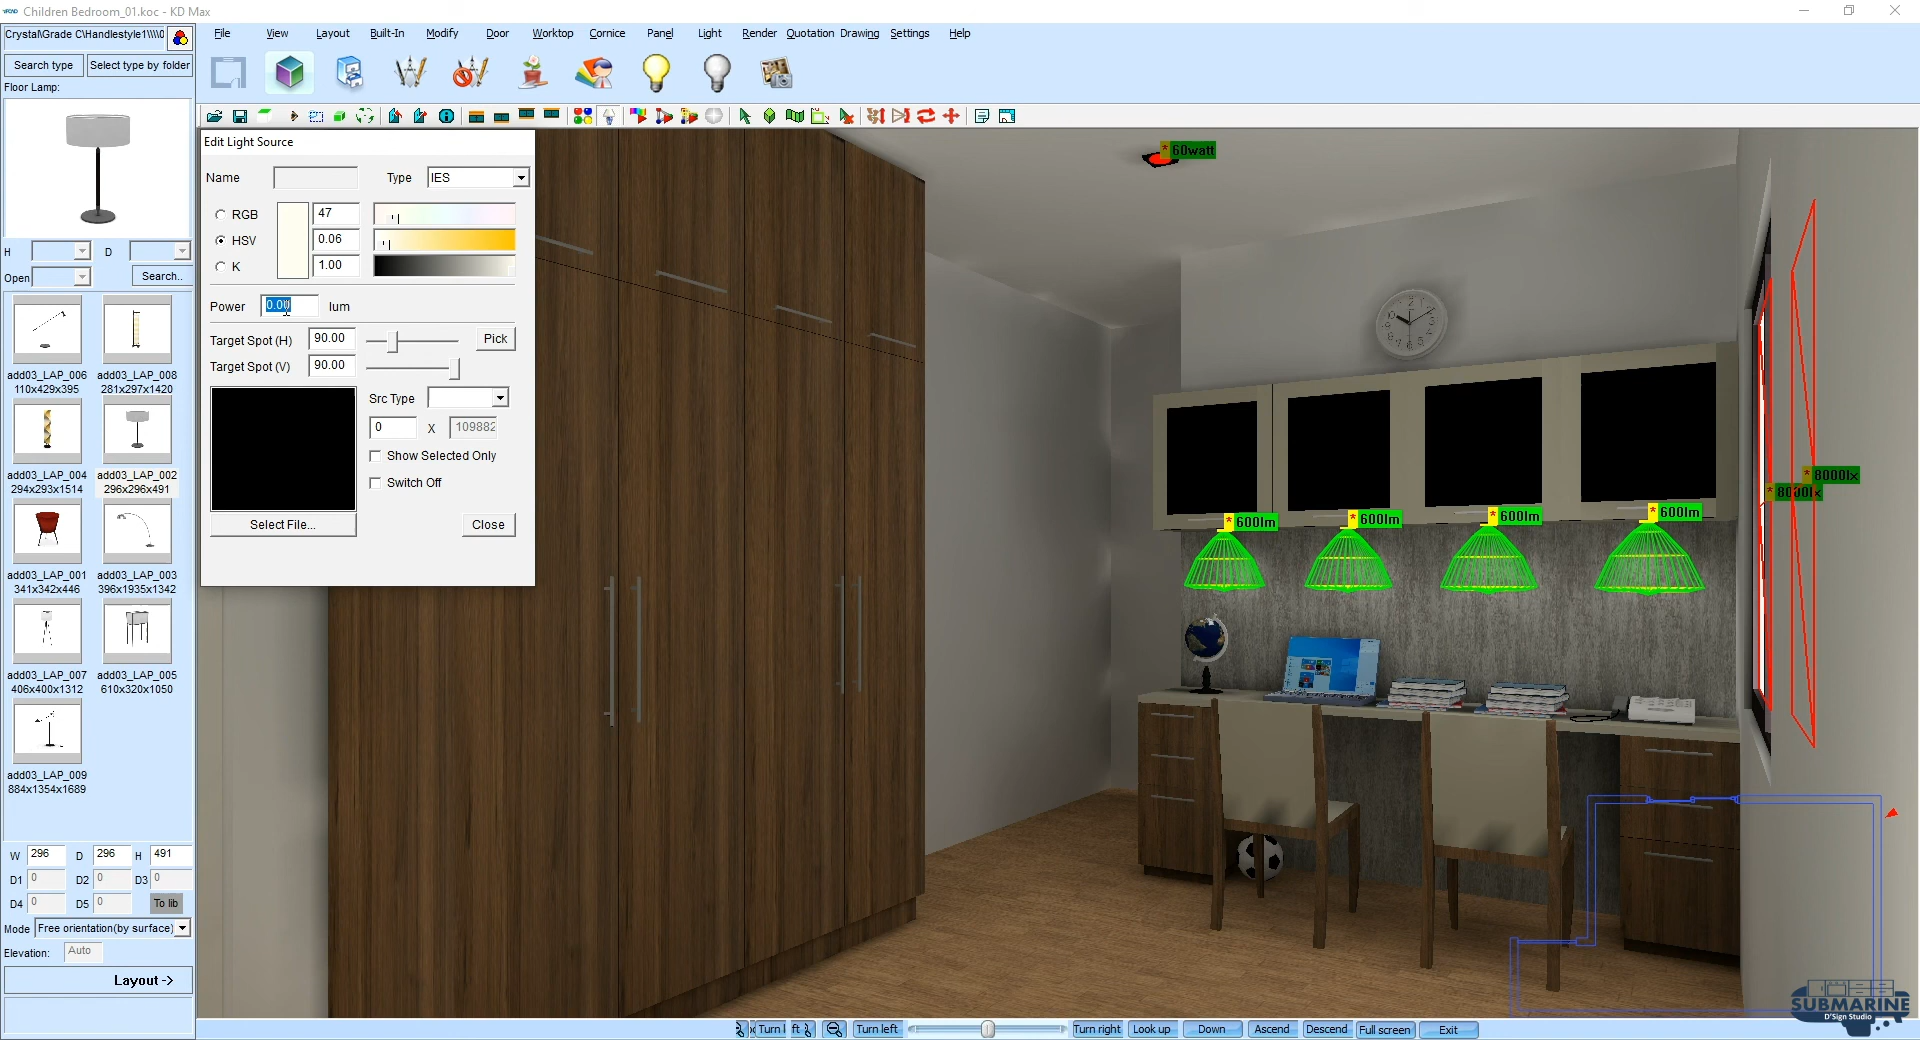 Children Bedroom_01.koc - KD Max
Crystal\Grade C\Handlestyle1\\\\0
File View Layout Built-In Modify Door Worktop Cornice Panel Light Render Quotation Drawing Settings Help
Search type Select type by folder
Floor Lamp:
H D
Open Search..
add03_LAP_006 add03_LAP_008
110x429x395 281x297x1420
add03_LAP_004 add03_LAP_002
294x293x1514 296x296x491
add03_LAP_001 add03_LAP_003
341x342x446 396x1935x1342
add03_LAP_007 add03_LAP_005
406x400x1312 610x320x1050
add03_LAP_009
884x1354x1689
W 296 D 296 H 491
D1 0 D2 0 D3 0
D4 0 D5 0 To lib
Mode Free orientation(by surface)
Elevation: Auto
Layout ->
Edit Light Source
Name Type IES
RGB 47
HSV 0.06
K 1.00
Power 0.00 lum
Target Spot (H) 90.00 Pick
Target Spot (V) 90.00
Src Type
0 X 109882
Show Selected Only
Switch Off
Select File... Close
* 60watt
* 8000lx
* 8000lx
* 600lm * 600lm * 600lm * 600lm
Turn left Turn right Look up Down Ascend Descend Full screen Exit
SUBMARINE
D'Sign Studio